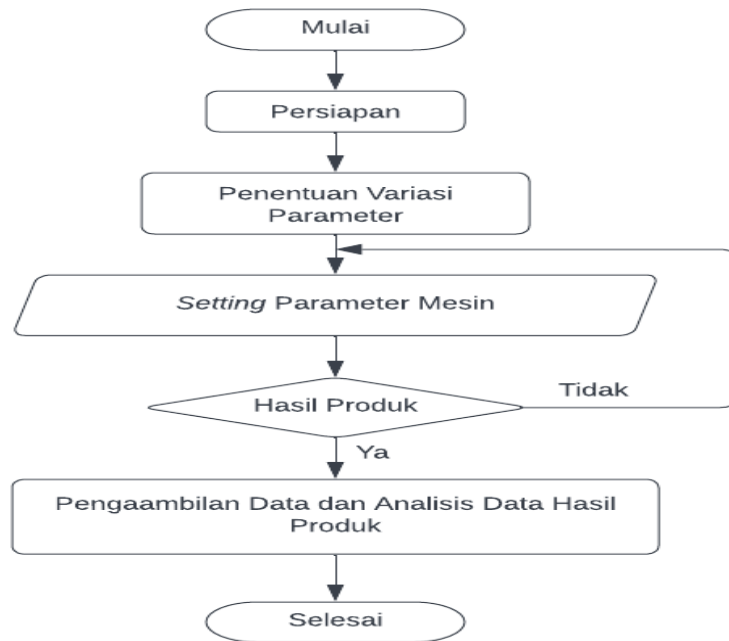 Mulai
Persiapan
Penentuan Variasi
Parameter
Setting Parameter Mesin
Hasil Produk
Tidak
Ya
Pengaambilan Data dan Analisis Data Hasil
Produk
Selesai